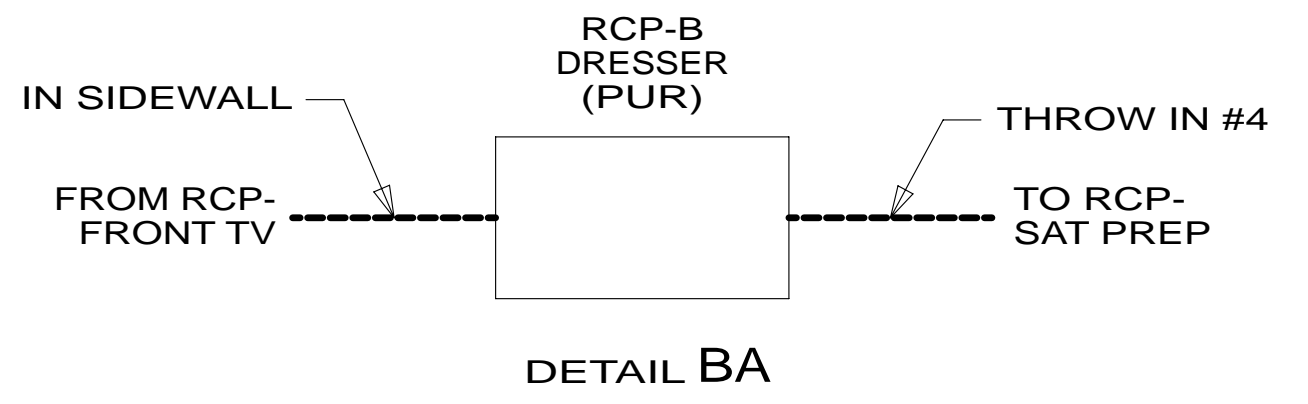 RCP-B
DRESSER
(PUR)
IN SIDEWALL
THROW IN #4
FROM RCP-
FRONT TV
TO RCP-
SAT PREP
DETAIL BA